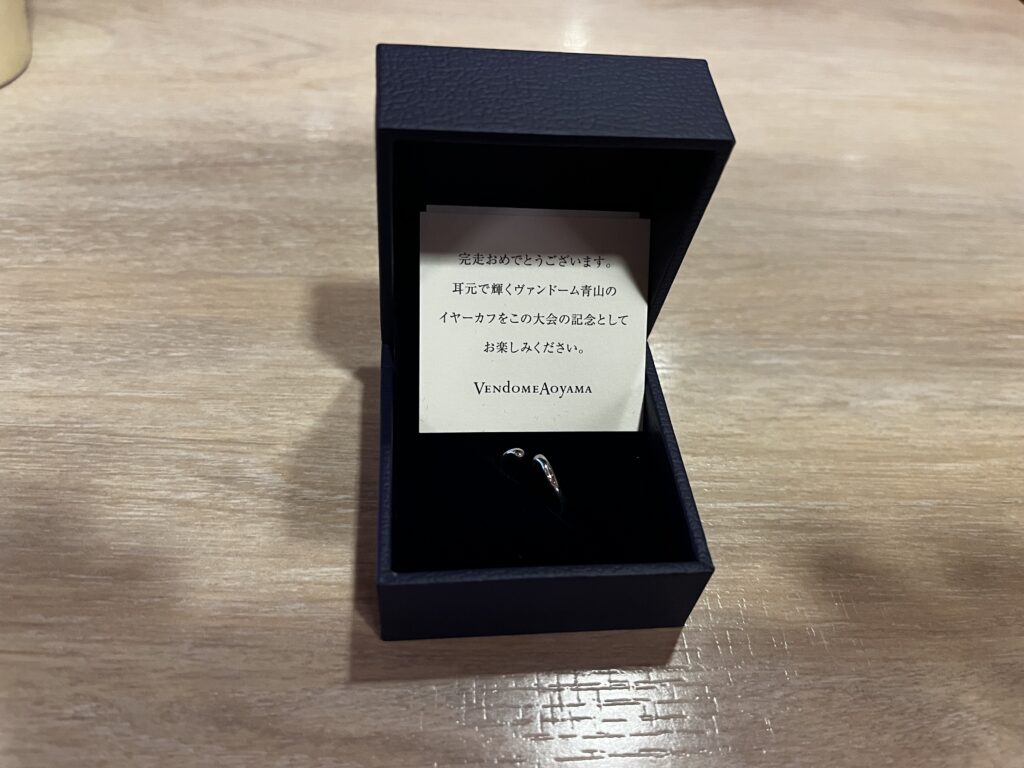 完走おめでとうございます。
耳元で輝くヴァンドーム青山の
イヤーカフをこの大会の記念として
お楽しみください。
VENDOMEAOYAMA